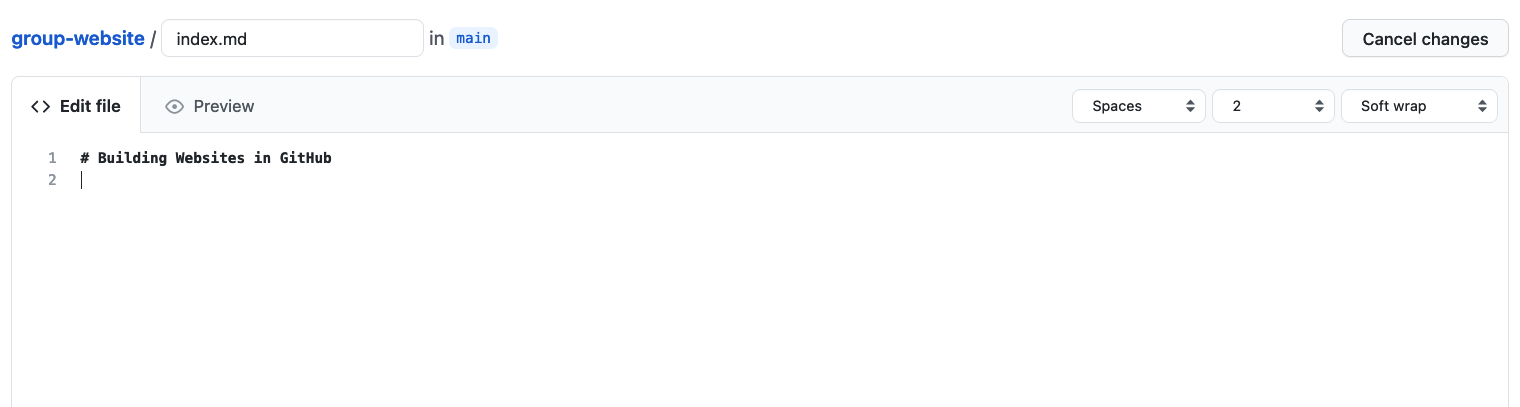 group-website / index.md in main Cancel changes
<> Edit file Preview Spaces 2 Soft wrap
1 # Building Websites in GitHub
2